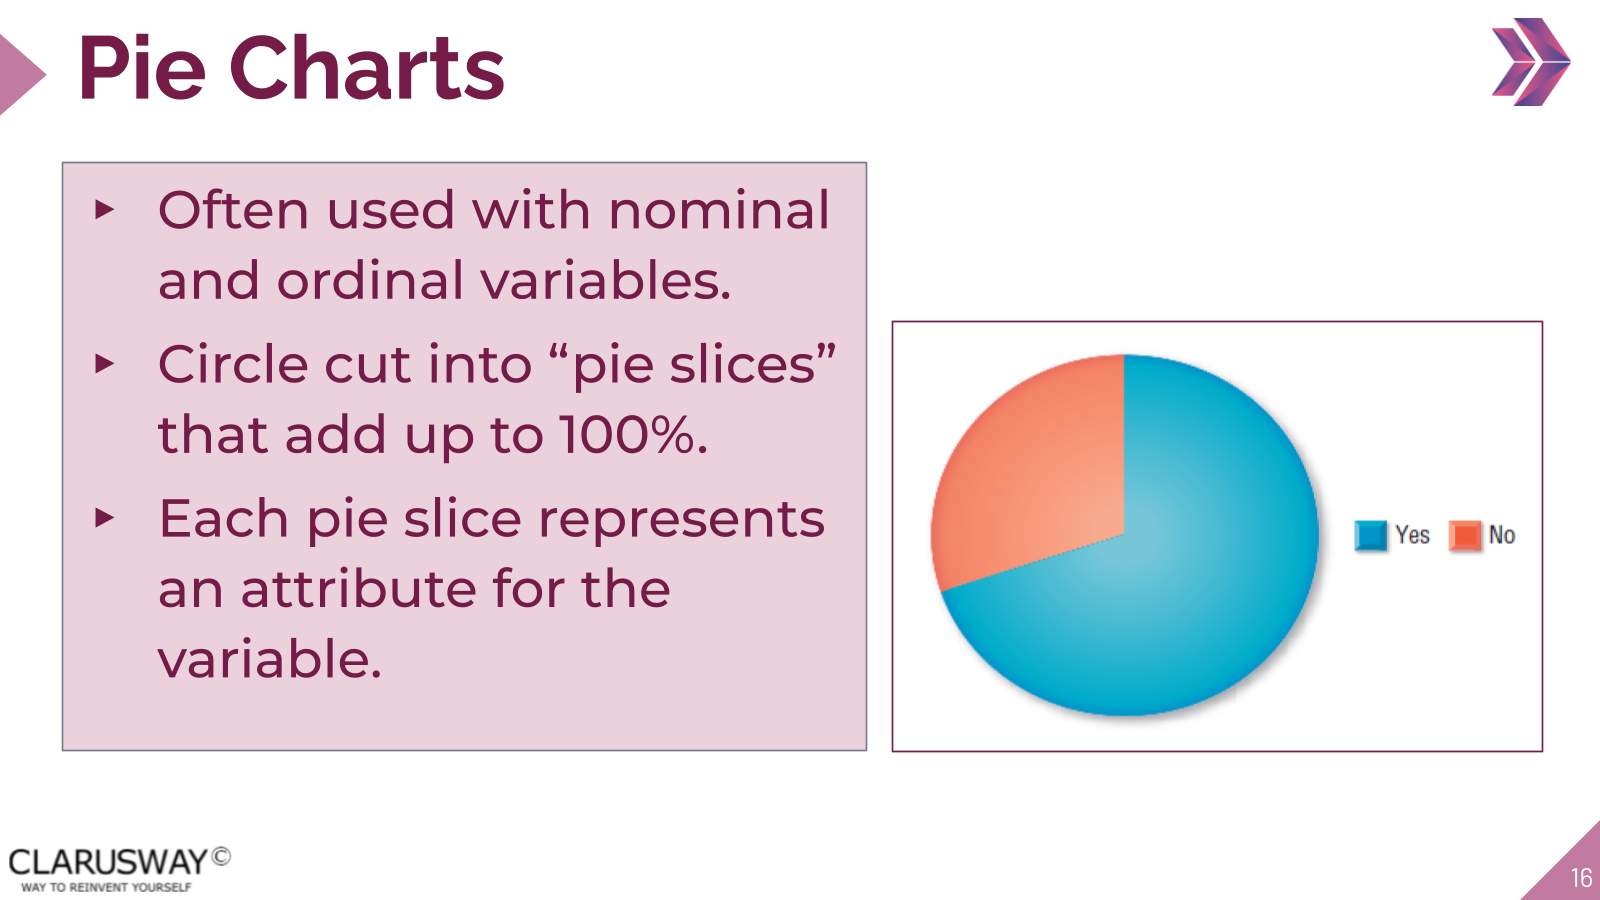 Pie Charts
▸ Often used with nominal
and ordinal variables.
▸ Circle cut into “pie slices”
that add up to 100%.
▸ Each pie slice represents
an attribute for the
variable.
Yes No
CLARUSWAY©
WAY TO REINVENT YOURSELF
16